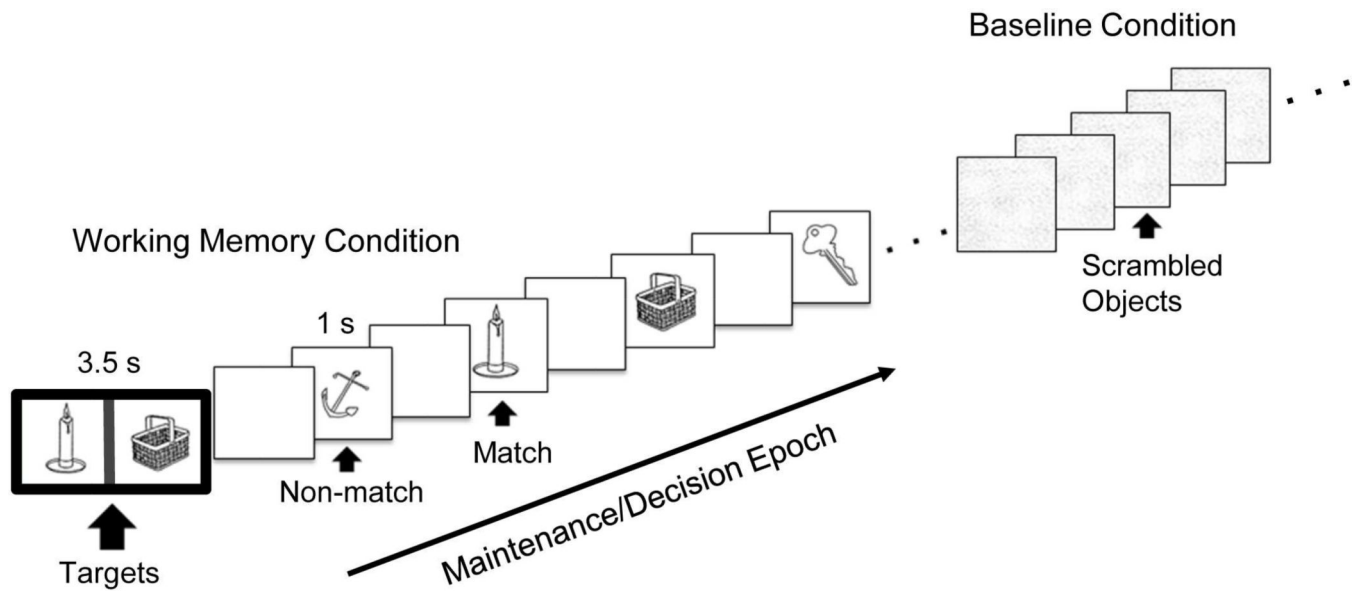 Baseline Condition
Working Memory Condition
Scrambled
Objects
1 s
3.5 s
Match
Non-match
Maintenance/Decision Epoch
Targets